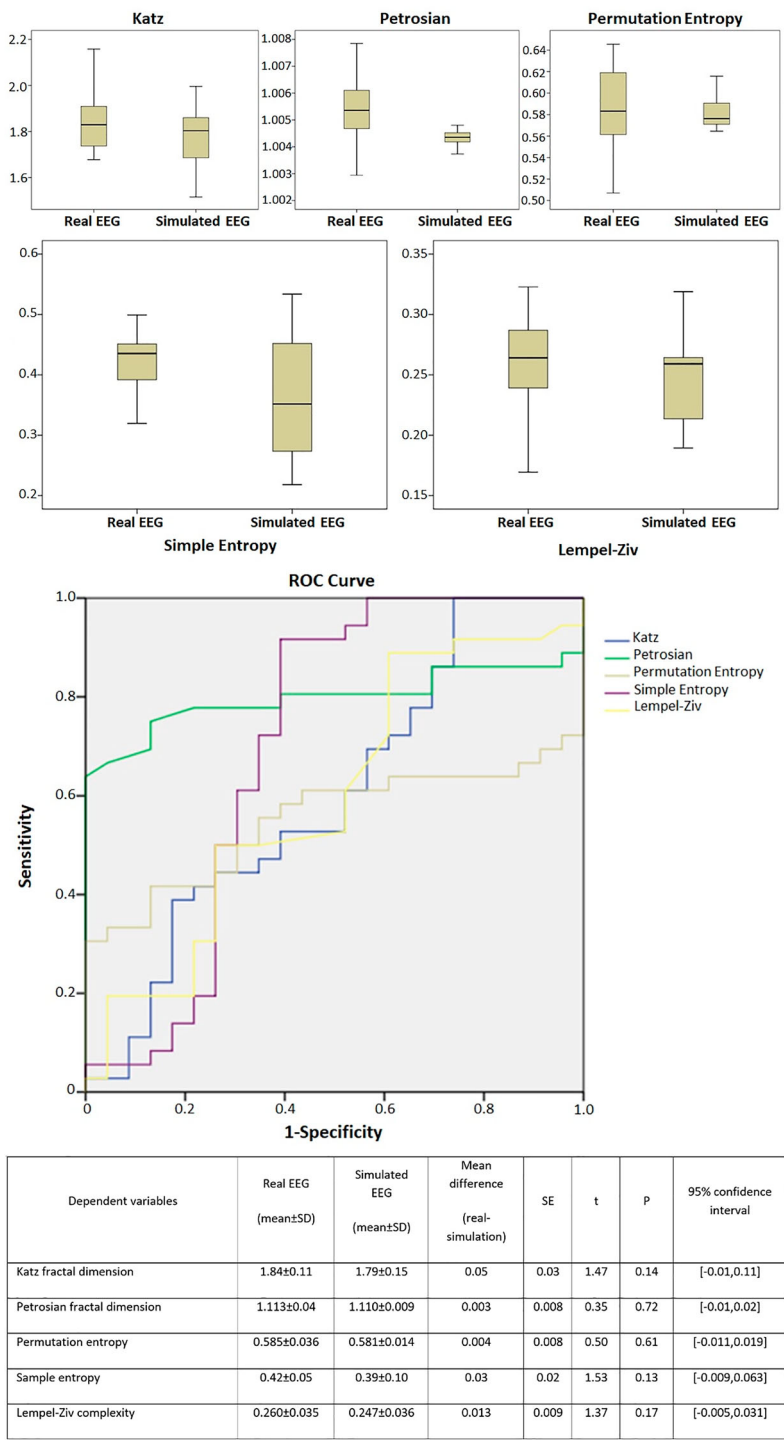 Katz
Petrosian
Permutation Entropy
2.2
2.0
1.8
1.6
Real EEG
Simulated EEG
1.008
1.007
1.006
1.005
1.004
1.003
1.002
Real EEG
Simulated EEG
0.64
0.62
0.60
0.58
0.56
0.54
0.52
0.50
Real EEG
Simulated EEG
0.6
0.5
0.4
0.3
0.2
Real EEG
Simulated EEG
Simple Entropy
0.35
0.30
0.25
0.20
0.15
Real EEG
Simulated EEG
Lempel-Ziv
ROC Curve
1.0
0.8
0.6
0.4
0.2
0
Sensitivity
0 0.2 0.4 0.6 0.8 1.0
1-Specificity
Katz
Petrosian
Permutation Entropy
Simple Entropy
Lempel-Ziv
Dependent variables
Real EEG
(mean±SD)
Simulated
EEG
(mean±SD)
Mean
difference
(real-
simulation)
SE
t
P
95% confidence
interval
Katz fractal dimension 1.84±0.11 1.79±0.15 0.05 0.03 1.47 0.14 [-0.01,0.11]
Petrosian fractal dimension 1.113±0.04 1.110±0.009 0.003 0.008 0.35 0.72 [-0.01,0.02]
Permutation entropy 0.585±0.036 0.581±0.014 0.004 0.008 0.50 0.61 [-0.011,0.019]
Sample entropy 0.42±0.05 0.39±0.10 0.03 0.02 1.53 0.13 [-0.009,0.063]
Lempel-Ziv complexity 0.260±0.035 0.247±0.036 0.013 0.009 1.37 0.17 [-0.005,0.031]